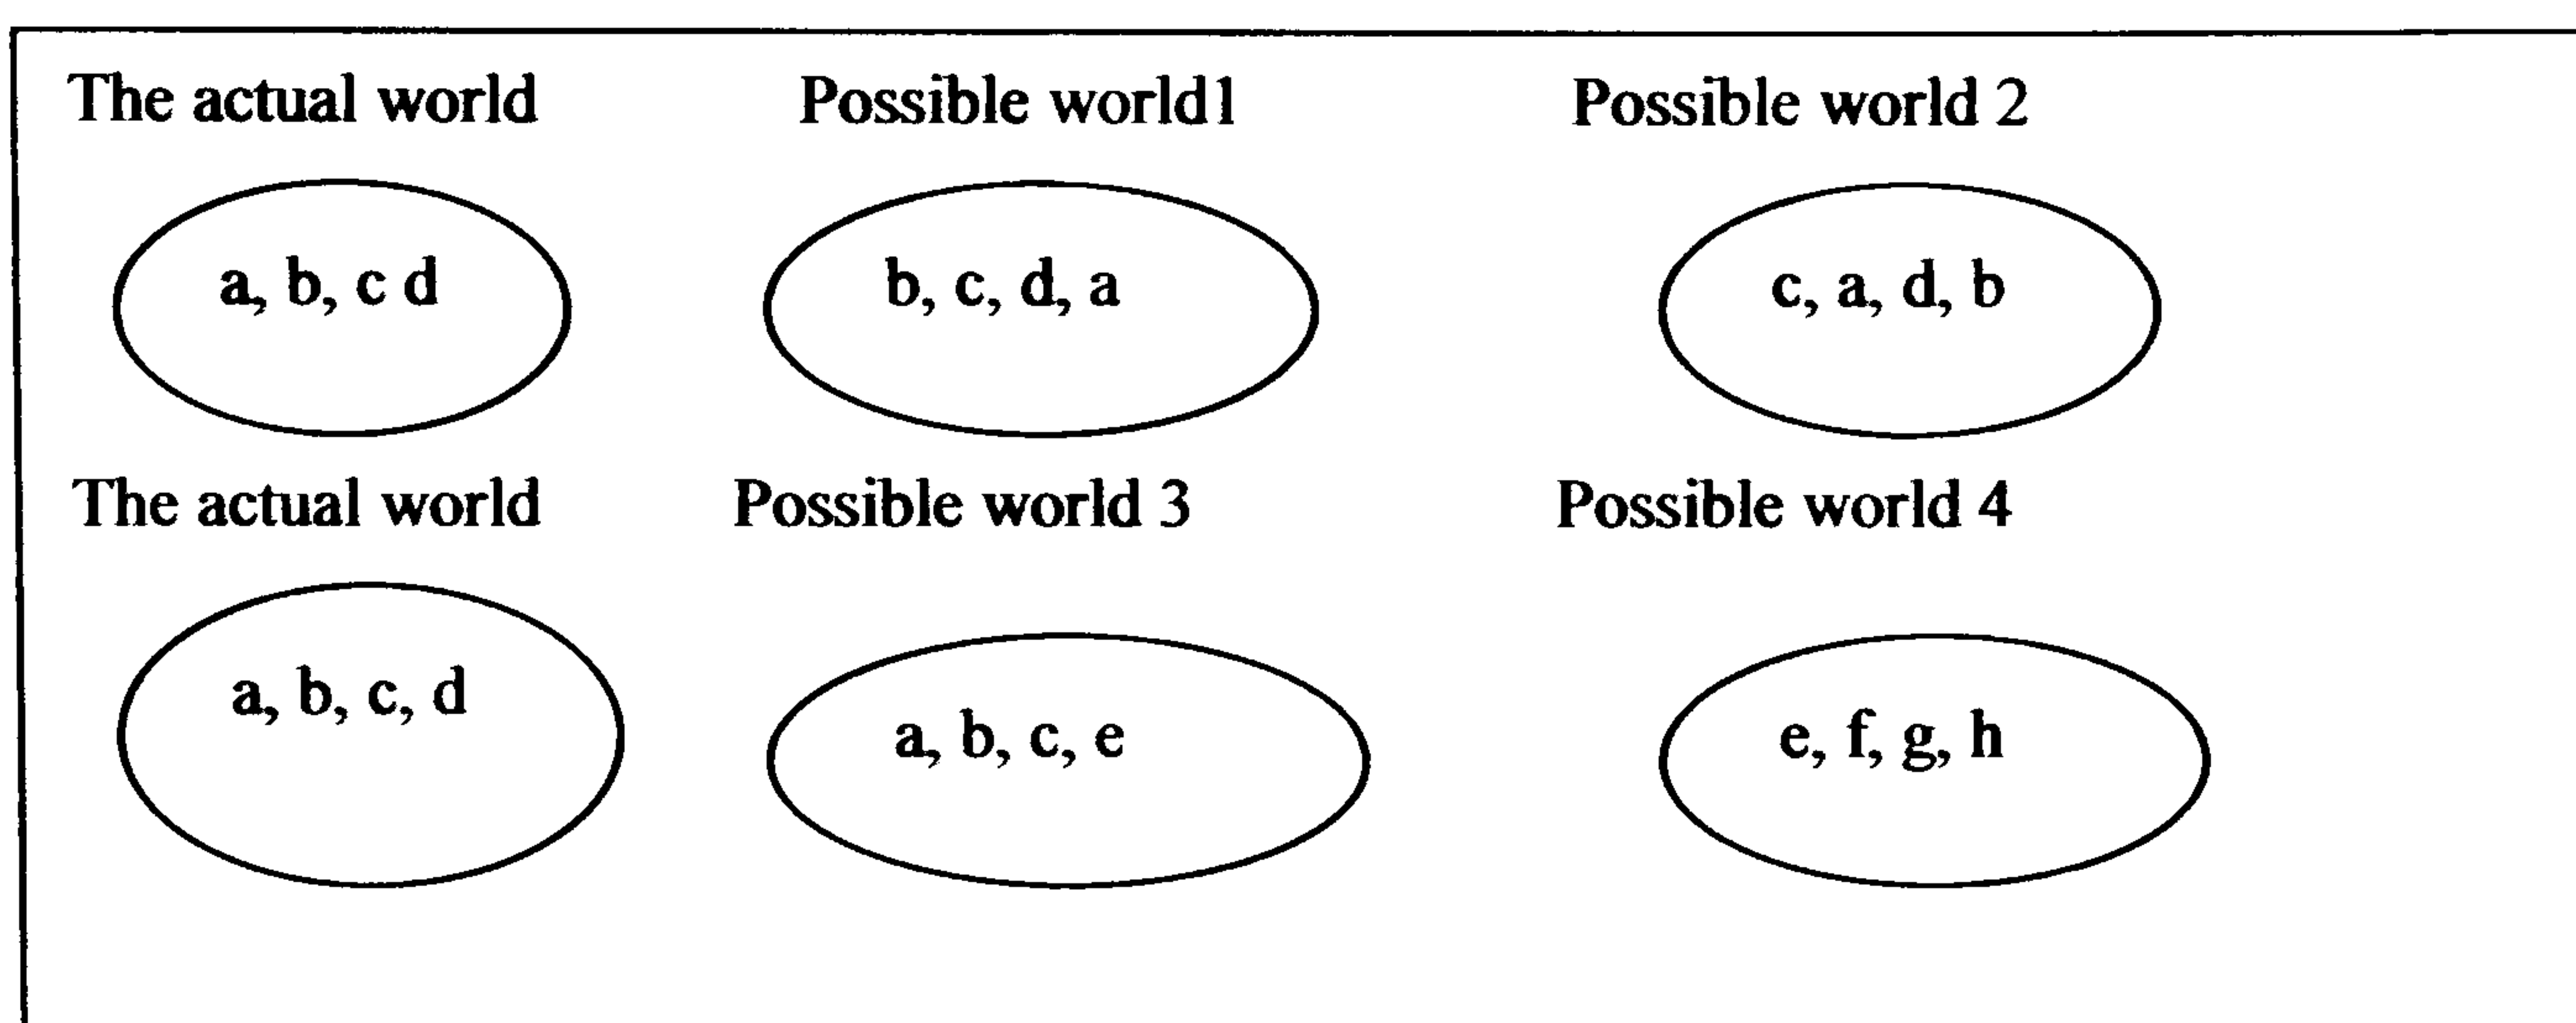 The actual world Possible world1 Possible world 2
a, b, c d b, c, d, a c, a, d, b
The actual world Possible world 3 Possible world 4
a, b, c, d a, b, c, e e, f, g, h